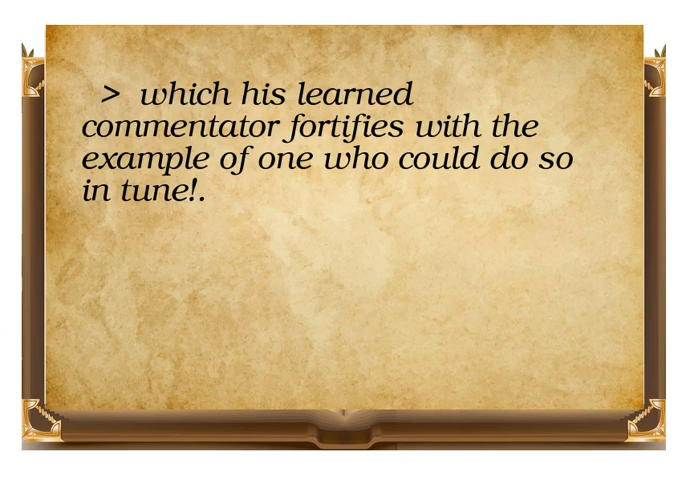 > which his learned
commentator fortifies with the
example of one who could do so
in tune!.